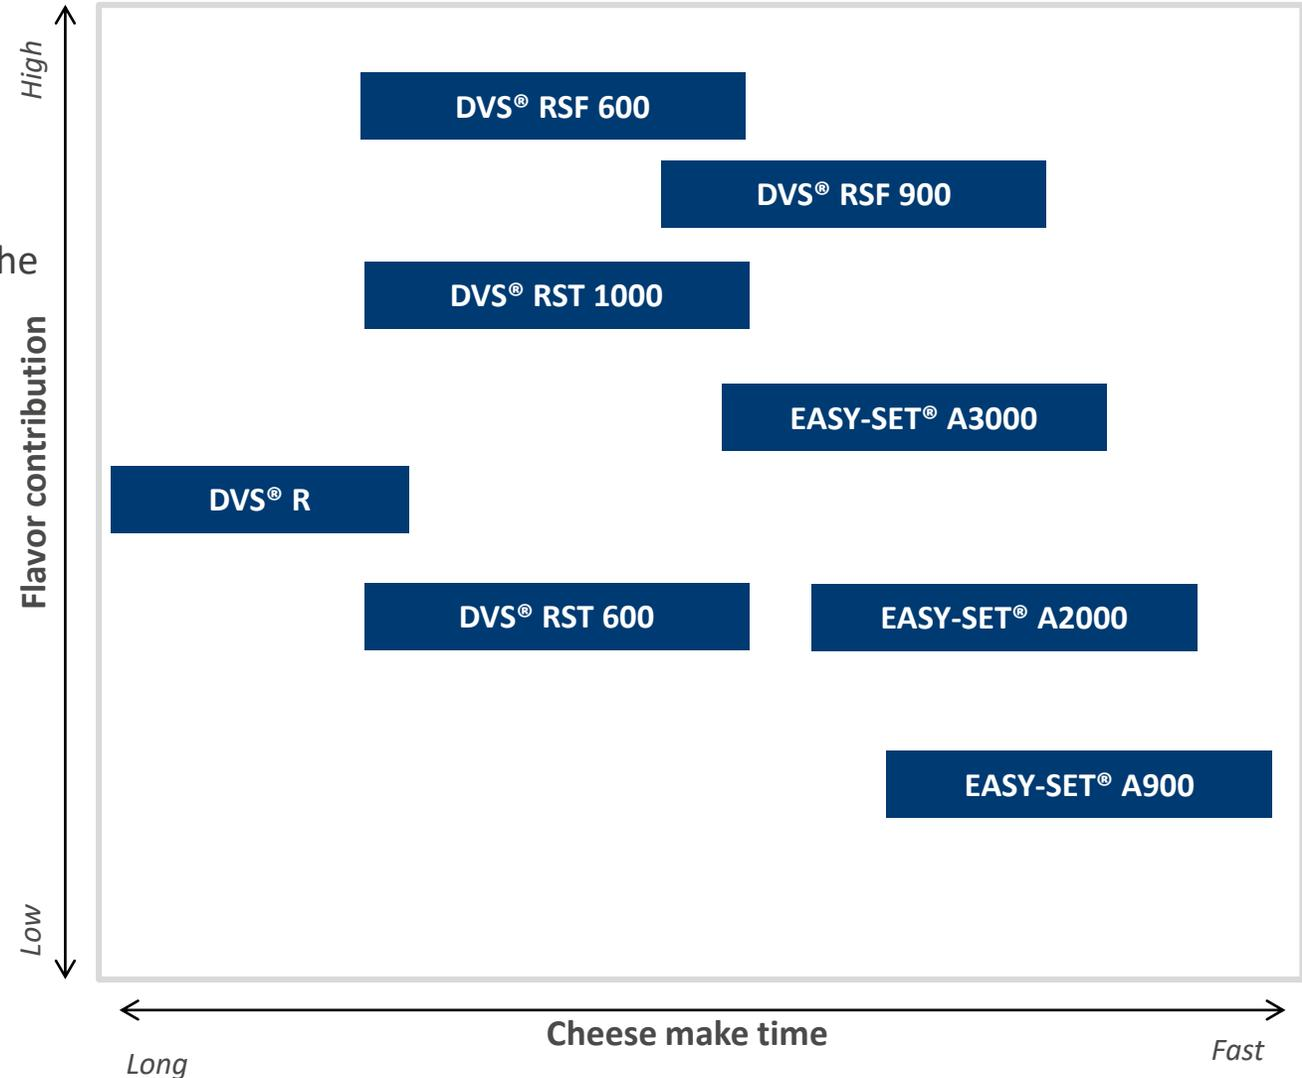 High
DVS® RSF 600
DVS® RSF 900
he
DVS® RST 1000
Flavor contribution
EASY-SET® A3000
DVS® R
DVS® RST 600
EASY-SET® A2000
EASY-SET® A900
Low
Cheese make time
Long
Fast